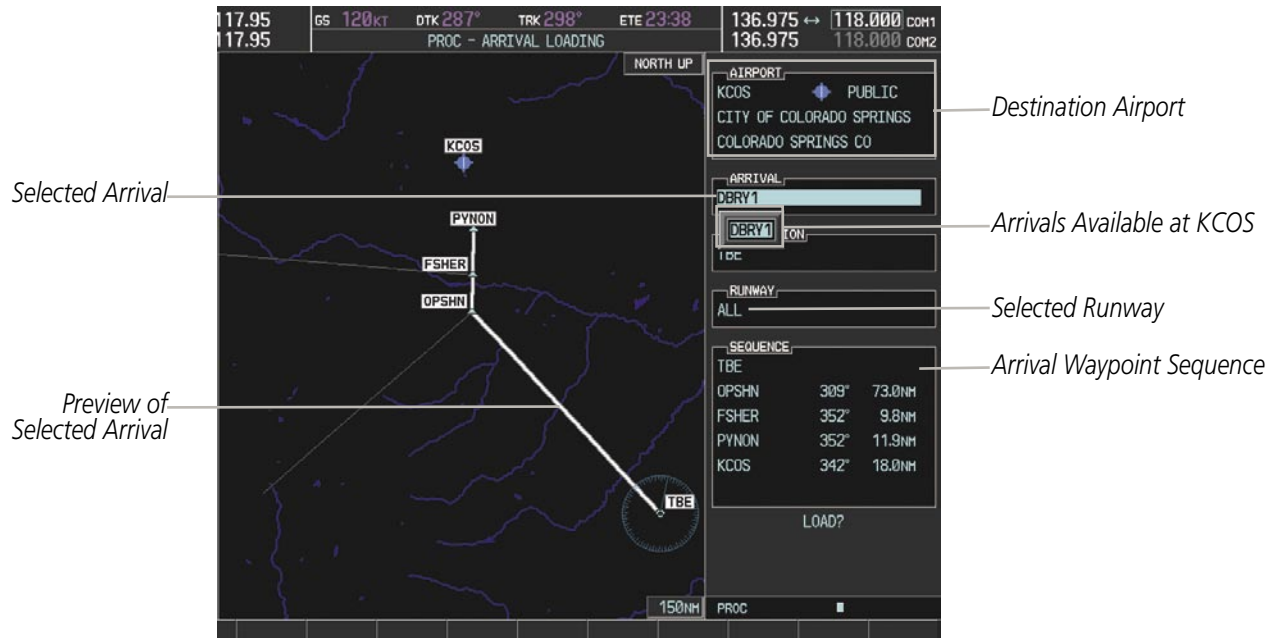 117.95 GS 120KT DTK 287° TRK 298° ETE 23:38 136.975 ↔ 118.000 COM1
117.95 PROC - ARRIVAL LOADING 136.975 118.000 COM2
NORTH UP
KCOS
PYNON
FSHER
OPSHN
TBE
150NM
AIRPORT
KCOS PUBLIC
CITY OF COLORADO SPRINGS
COLORADO SPRINGS CO
ARRIVAL
DBRY1
DBRY1
TBE
RUNWAY
ALL
SEQUENCE
TBE
OPSHN 309° 73.0NM
FSHER 352° 9.8NM
PYNON 352° 11.9NM
KCOS 342° 18.0NM
LOAD?
PROC
Selected Arrival
Preview of
Selected Arrival
Destination Airport
Arrivals Available at KCOS
Selected Runway
Arrival Waypoint Sequence